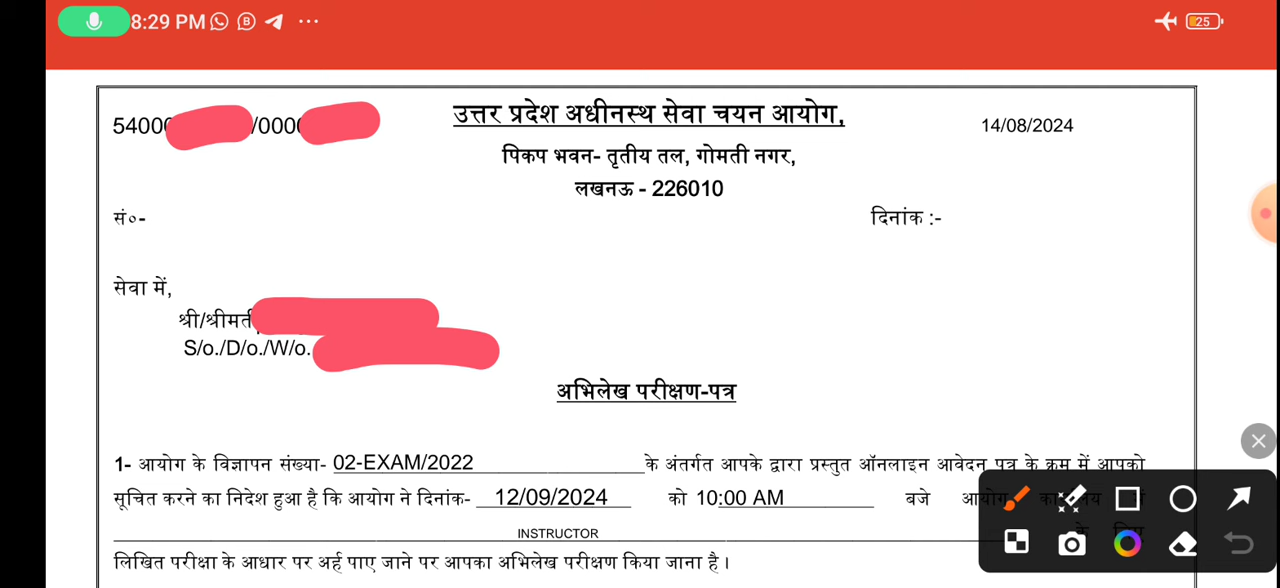 8:29 PM
25
5400 /000
उत्तर प्रदेश अधीनस्थ सेवा चयन आयोग,
14/08/2024
पिकप भवन- तृतीय तल, गोमती नगर,
लखनऊ - 226010
सं०-
दिनांक :-
सेवा में,
श्री/श्रीमती
S/o./D/o./W/o.
अभिलेख परीक्षण-पत्र
1- आयोग के विज्ञापन संख्या- 02-EXAM/2022 के अंतर्गत आपके द्वारा प्रस्तुत ऑनलाइन आवेदन पत्र के क्रम में आपको
सूचित करने का निदेश हुआ है कि आयोग ने दिनांक- 12/09/2024 को 10:00 AM बजे आयोग
INSTRUCTOR
लिखित परीक्षा के आधार पर अर्ह पाए जाने पर आपका अभिलेख परीक्षण किया जाना है।